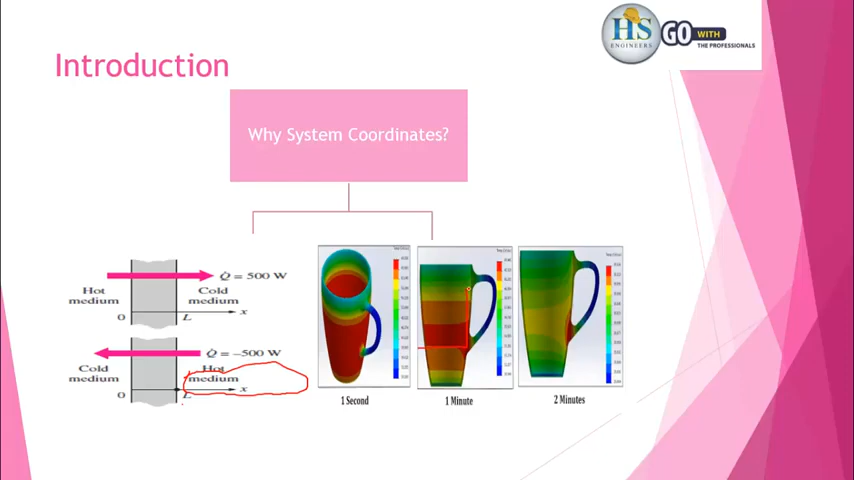 HS
ENGINEERS
GO WITH
THE PROFESSIONALS
Introduction
Why System Coordinates?
Q̇ = 500 W
Hot
medium
Cold
medium
0
L
x
Q̇ = –500 W
Cold
medium
Hot
medium
0
L
x
1 Second
1 Minute
2 Minutes